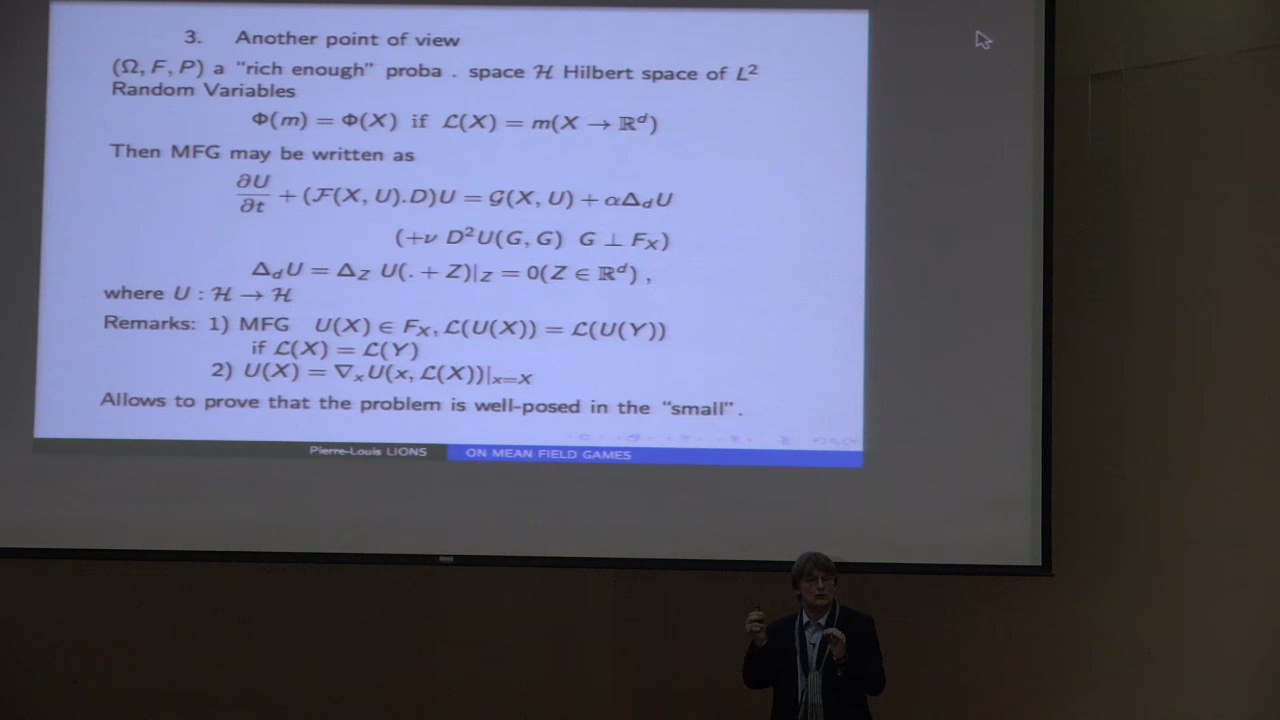 3. Another point of view
(Ω, F, P) a "rich enough" proba . space ℋ Hilbert space of L²
Random Variables
Φ(m) = Φ(X) if ℒ(X) = m(X → ℝᵈ)
Then MFG may be written as
∂U/∂t + (ℱ(X, U).D)U = 𝒢(X, U) + αΔ_d U
(+ν D²U(G, G) G ⊥ F_X)
Δ_d U = Δ_Z U(. + Z)|_Z = 0(Z ∈ ℝᵈ) ,
where U : ℋ → ℋ
Remarks: 1) MFG U(X) ∈ F_X, ℒ(U(X)) = ℒ(U(Y))
if ℒ(X) = ℒ(Y)
2) U(X) = ∇_x U(x, ℒ(X))|_{x=X}
Allows to prove that the problem is well-posed in the "small".
Pierre-Louis LIONS ON MEAN FIELD GAMES